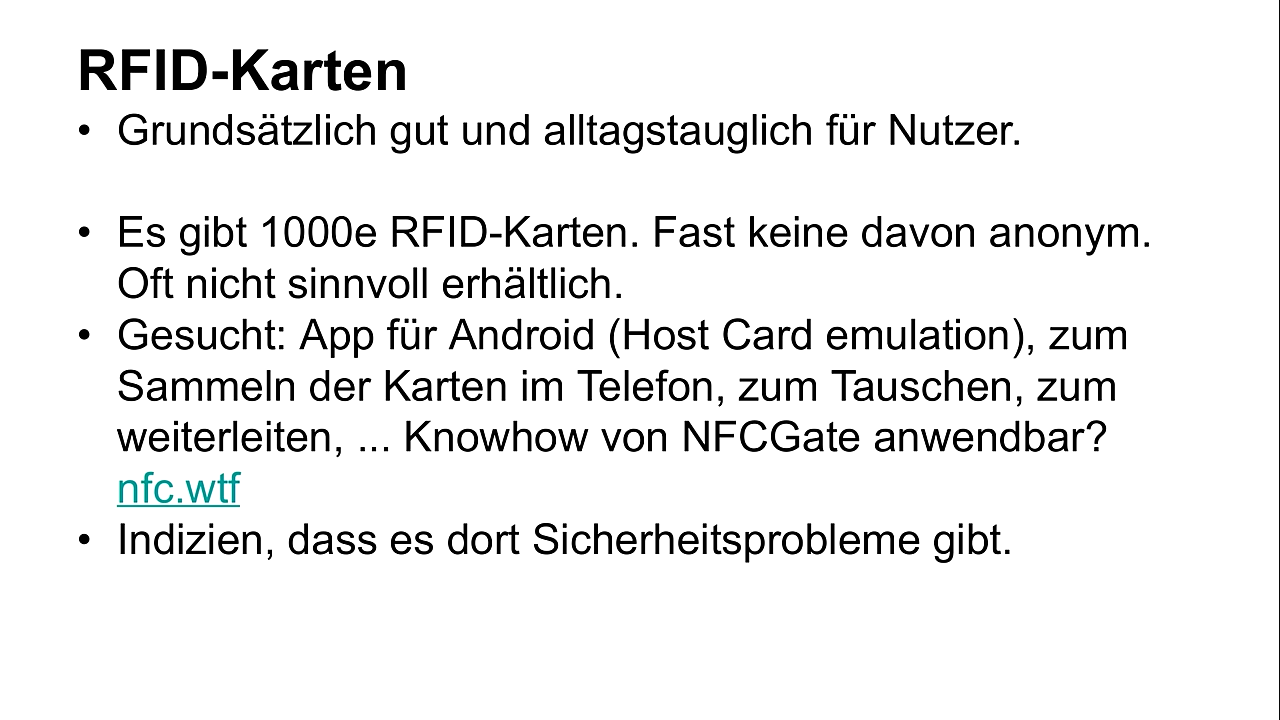 RFID-Karten
• Grundsätzlich gut und alltagstauglich für Nutzer.
• Es gibt 1000e RFID-Karten. Fast keine davon anonym.
Oft nicht sinnvoll erhältlich.
• Gesucht: App für Android (Host Card emulation), zum
Sammeln der Karten im Telefon, zum Tauschen, zum
weiterleiten, ... Knowhow von NFCGate anwendbar?
nfc.wtf
• Indizien, dass es dort Sicherheitsprobleme gibt.